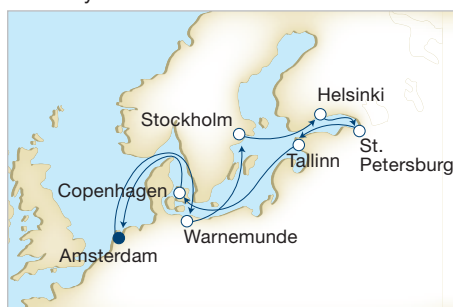 Helsinki
Stockholm
St.
Petersburg
Tallinn
Copenhagen
Warnemunde
Amsterdam